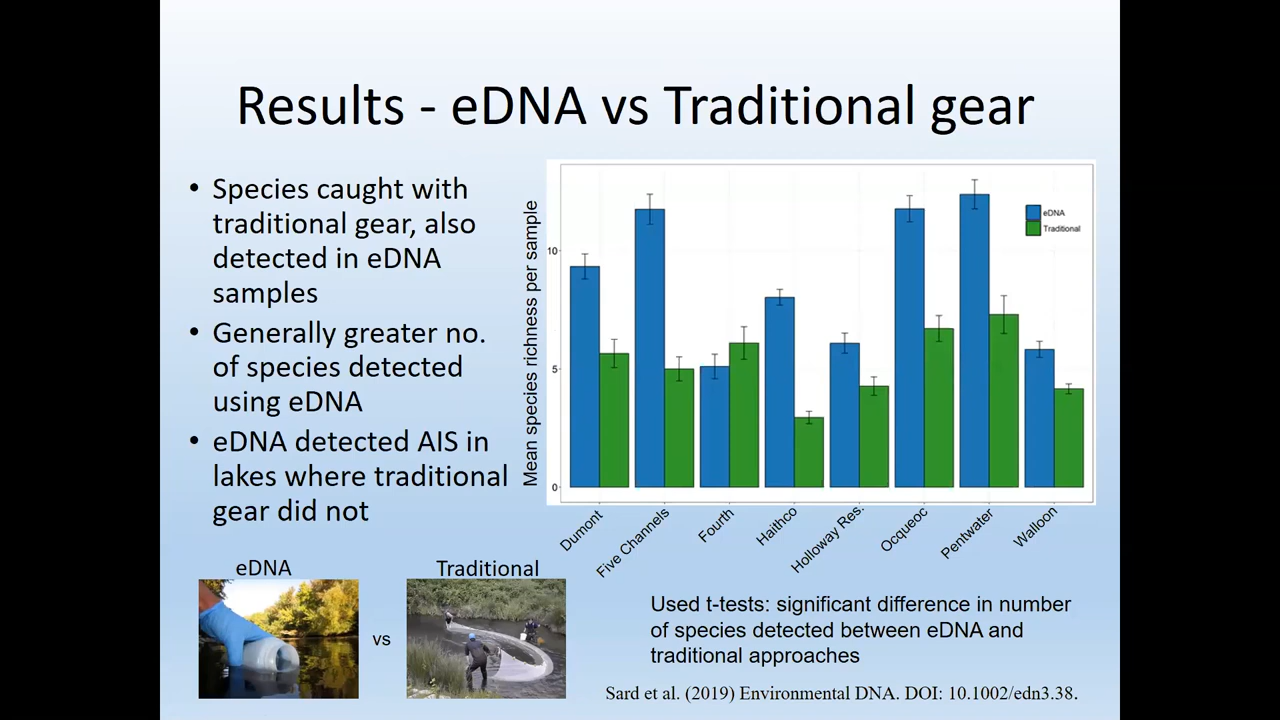 Results - eDNA vs Traditional gear
• Species caught with
traditional gear, also
detected in eDNA
samples
• Generally greater no.
of species detected
using eDNA
• eDNA detected AIS in
lakes where traditional
gear did not
Mean species richness per sample
10
5
0
eDNA
Traditional
Dumont
Five Channels
Fourth
Haithco
Holloway Res.
Ocqueoc
Pentwater
Walloon
eDNA
vs
Traditional
Used t-tests: significant difference in number
of species detected between eDNA and
traditional approaches
Sard et al. (2019) Environmental DNA. DOI: 10.1002/edn3.38.